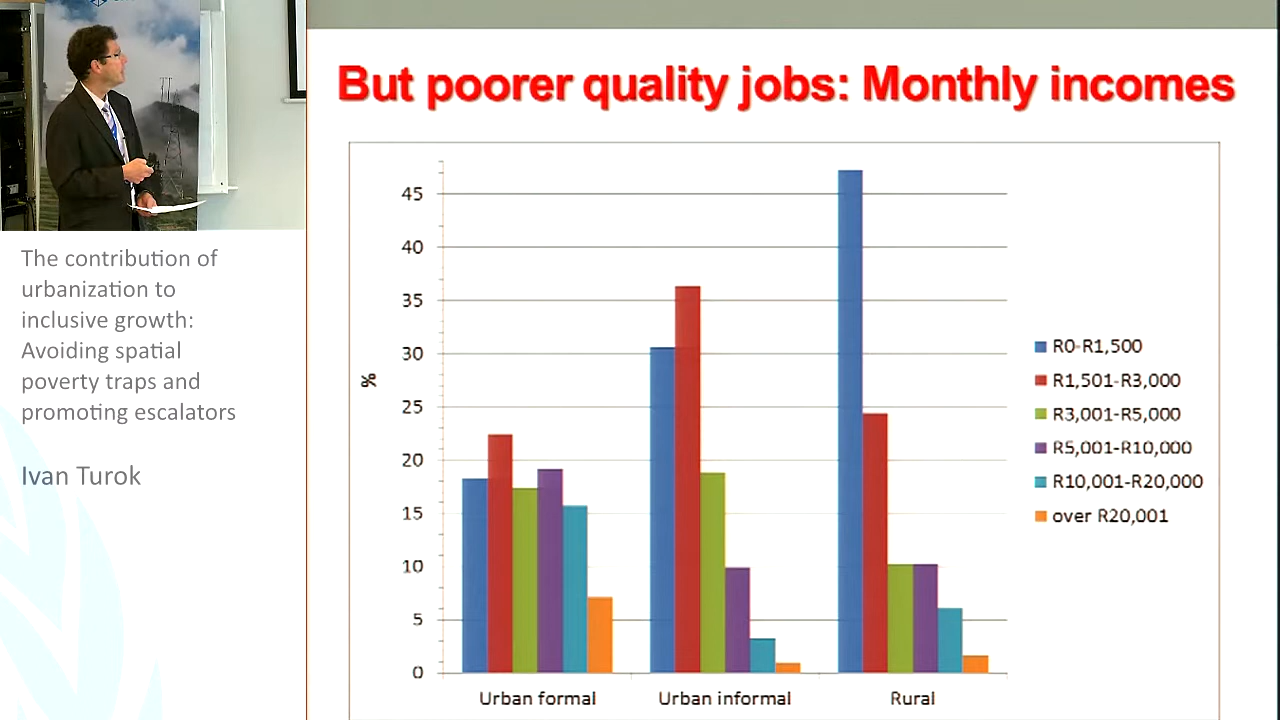 The contribution of
urbanization to
inclusive growth:
Avoiding spatial
poverty traps and
promoting escalators
Ivan Turok
But poorer quality jobs: Monthly incomes
%
45
40
35
30
25
20
15
10
5
0
Urban formal
Urban informal
Rural
R0-R1,500
R1,501-R3,000
R3,001-R5,000
R5,001-R10,000
R10,001-R20,000
over R20,001